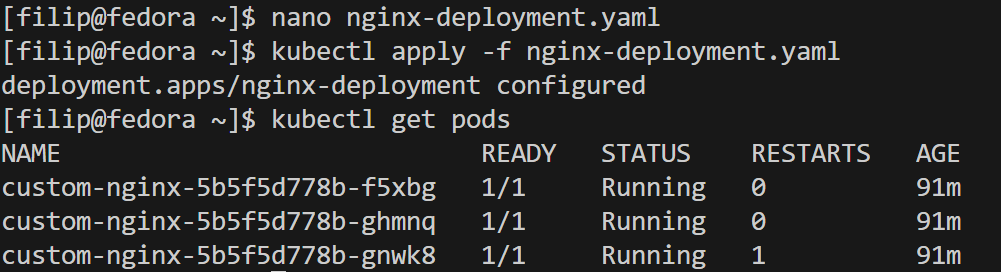 [filip@fedora ~]$ nano nginx-deployment.yaml
[filip@fedora ~]$ kubectl apply -f nginx-deployment.yaml
deployment.apps/nginx-deployment configured
[filip@fedora ~]$ kubectl get pods
NAME READY STATUS RESTARTS AGE
custom-nginx-5b5f5d778b-f5xbg 1/1 Running 0 91m
custom-nginx-5b5f5d778b-ghmnq 1/1 Running 0 91m
custom-nginx-5b5f5d778b-gnwk8 1/1 Running 1 91m